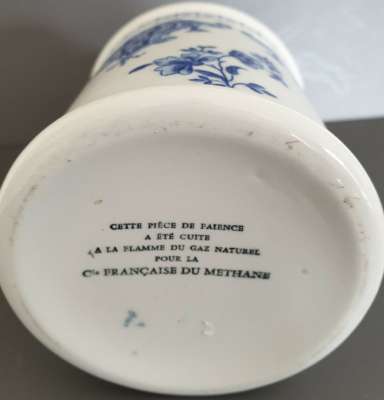 CETTE PIÈCE DE FAIENCE
A ÉTÉ CUITE
A LA FLAMME DU GAZ NATUREL
POUR LA
Cie FRANÇAISE DU METHANE